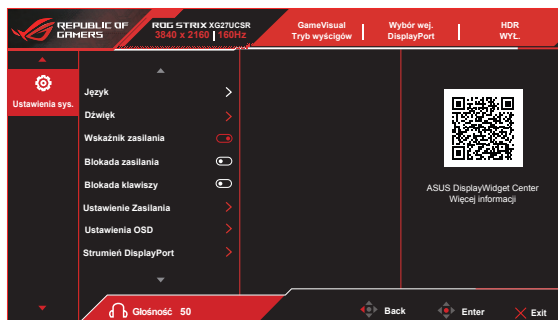 REPUBLIC OF
GAMERS
ROG STRIX XG27UCSR
3840 x 2160 160Hz
GameVisual
Tryb wyścigów
Wybór wej.
DisplayPort
HDR
WYŁ.
Ustawienia sys.
Język
Dźwięk
Wskaźnik zasilania
Blokada zasilania
Blokada klawiszy
Ustawienie Zasilania
Ustawienia OSD
Strumień DisplayPort
ASUS DisplayWidget Center
Więcej informacji
Głośność 50
Back
Enter
Exit